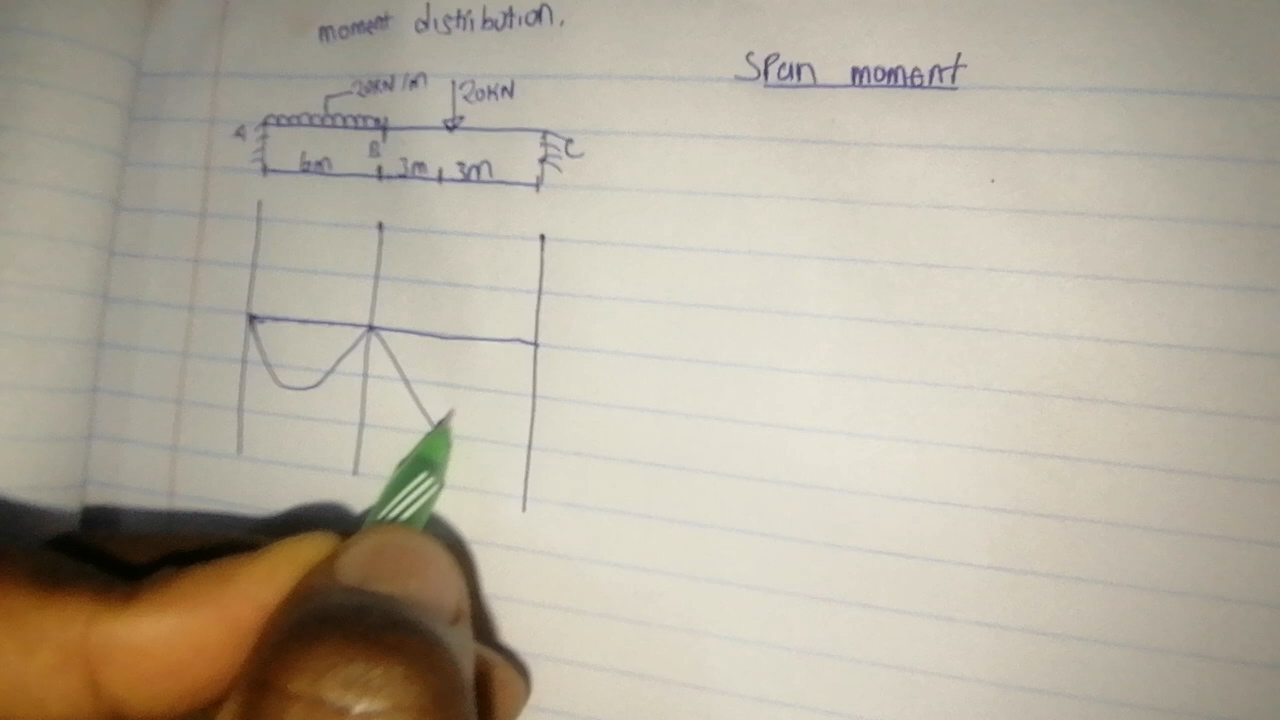 moment distribution.
Span moment
20KN/m
20KN
A
B
C
6m
3m
3m